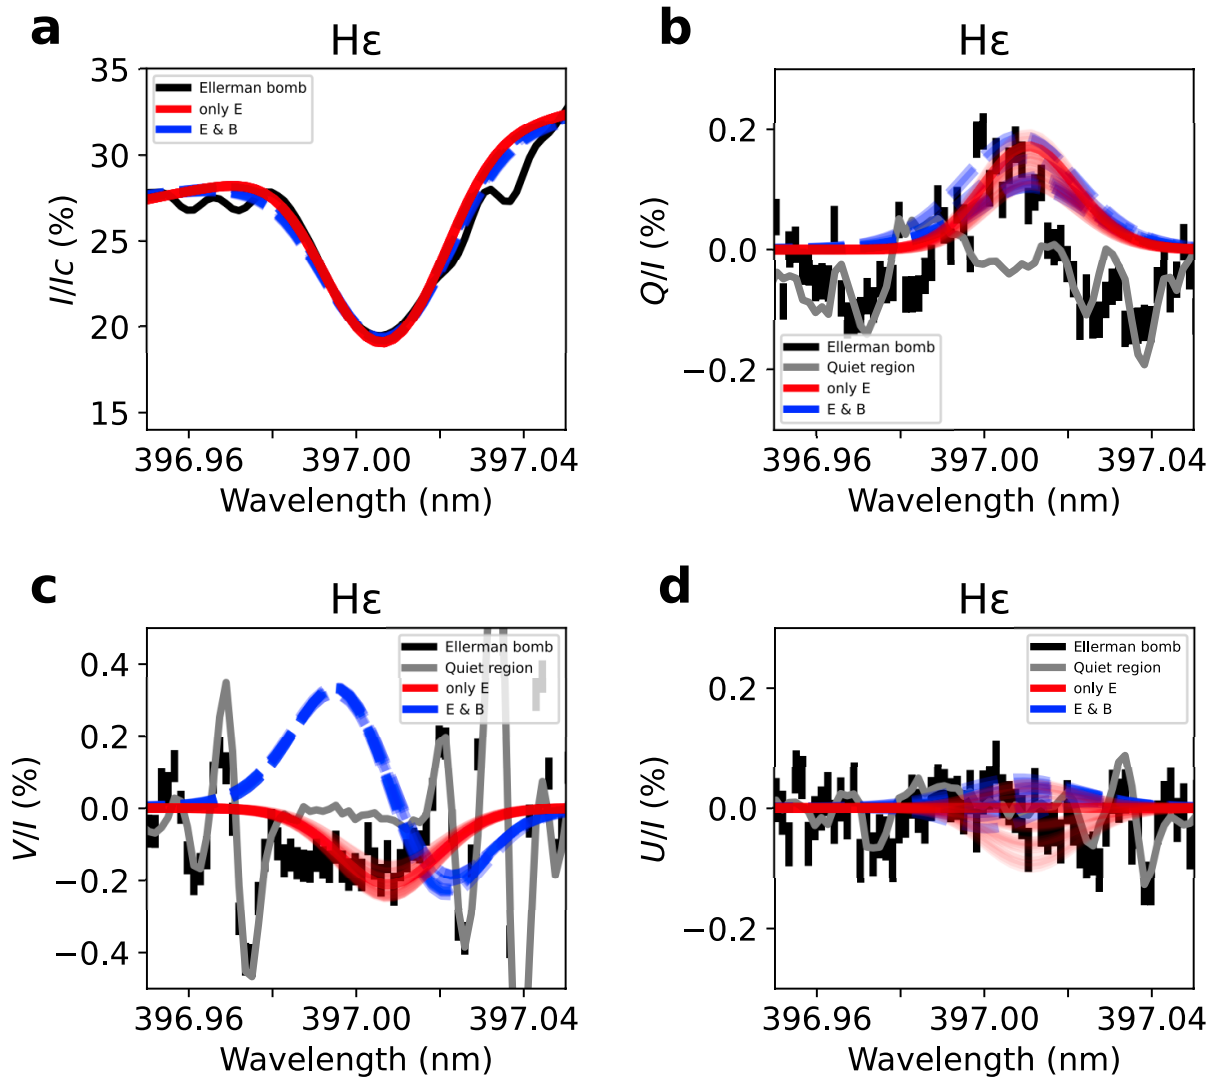 a
Hε
35
30
25
20
15
I/Ic (%)
Ellerman bomb
only E
E & B
396.96
397.00
397.04
Wavelength (nm)
b
Hε
0.2
0.0
−0.2
Q/I (%)
Ellerman bomb
Quiet region
only E
E & B
396.96
397.00
397.04
Wavelength (nm)
c
Hε
0.4
0.2
0.0
−0.2
−0.4
V/I (%)
Ellerman bomb
Quiet region
only E
E & B
396.96
397.00
397.04
Wavelength (nm)
d
Hε
0.2
0.0
−0.2
U/I (%)
Ellerman bomb
Quiet region
only E
E & B
396.96
397.00
397.04
Wavelength (nm)